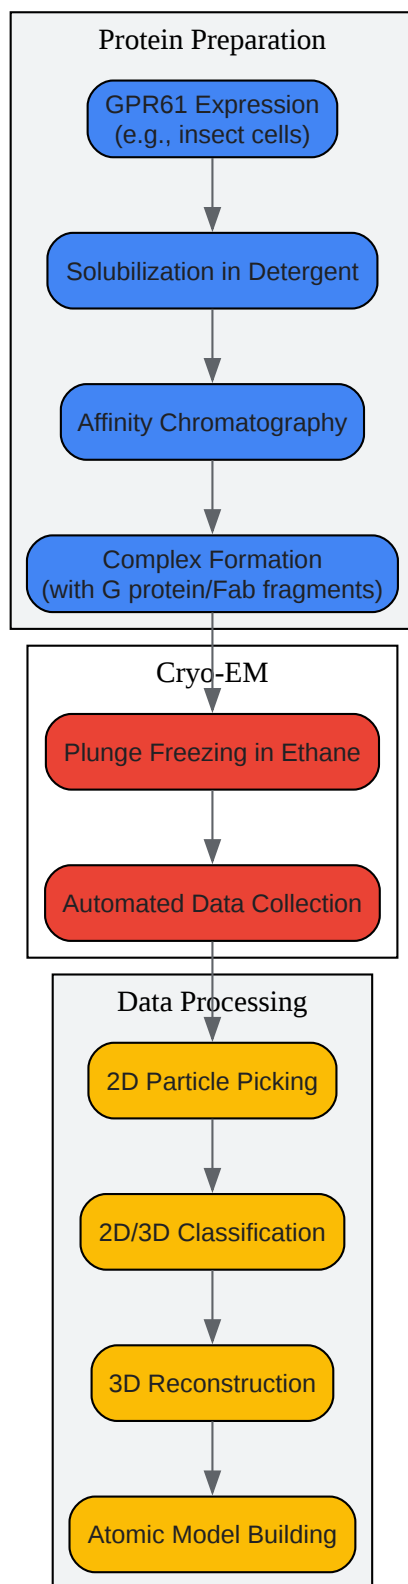 Protein Preparation
GPR61 Expression
(e.g., insect cells)
Solubilization in Detergent
Affinity Chromatography
Complex Formation
(with G protein/Fab fragments)
Cryo-EM
Plunge Freezing in Ethane
Automated Data Collection
Data Processing
2D Particle Picking
2D/3D Classification
3D Reconstruction
Atomic Model Building